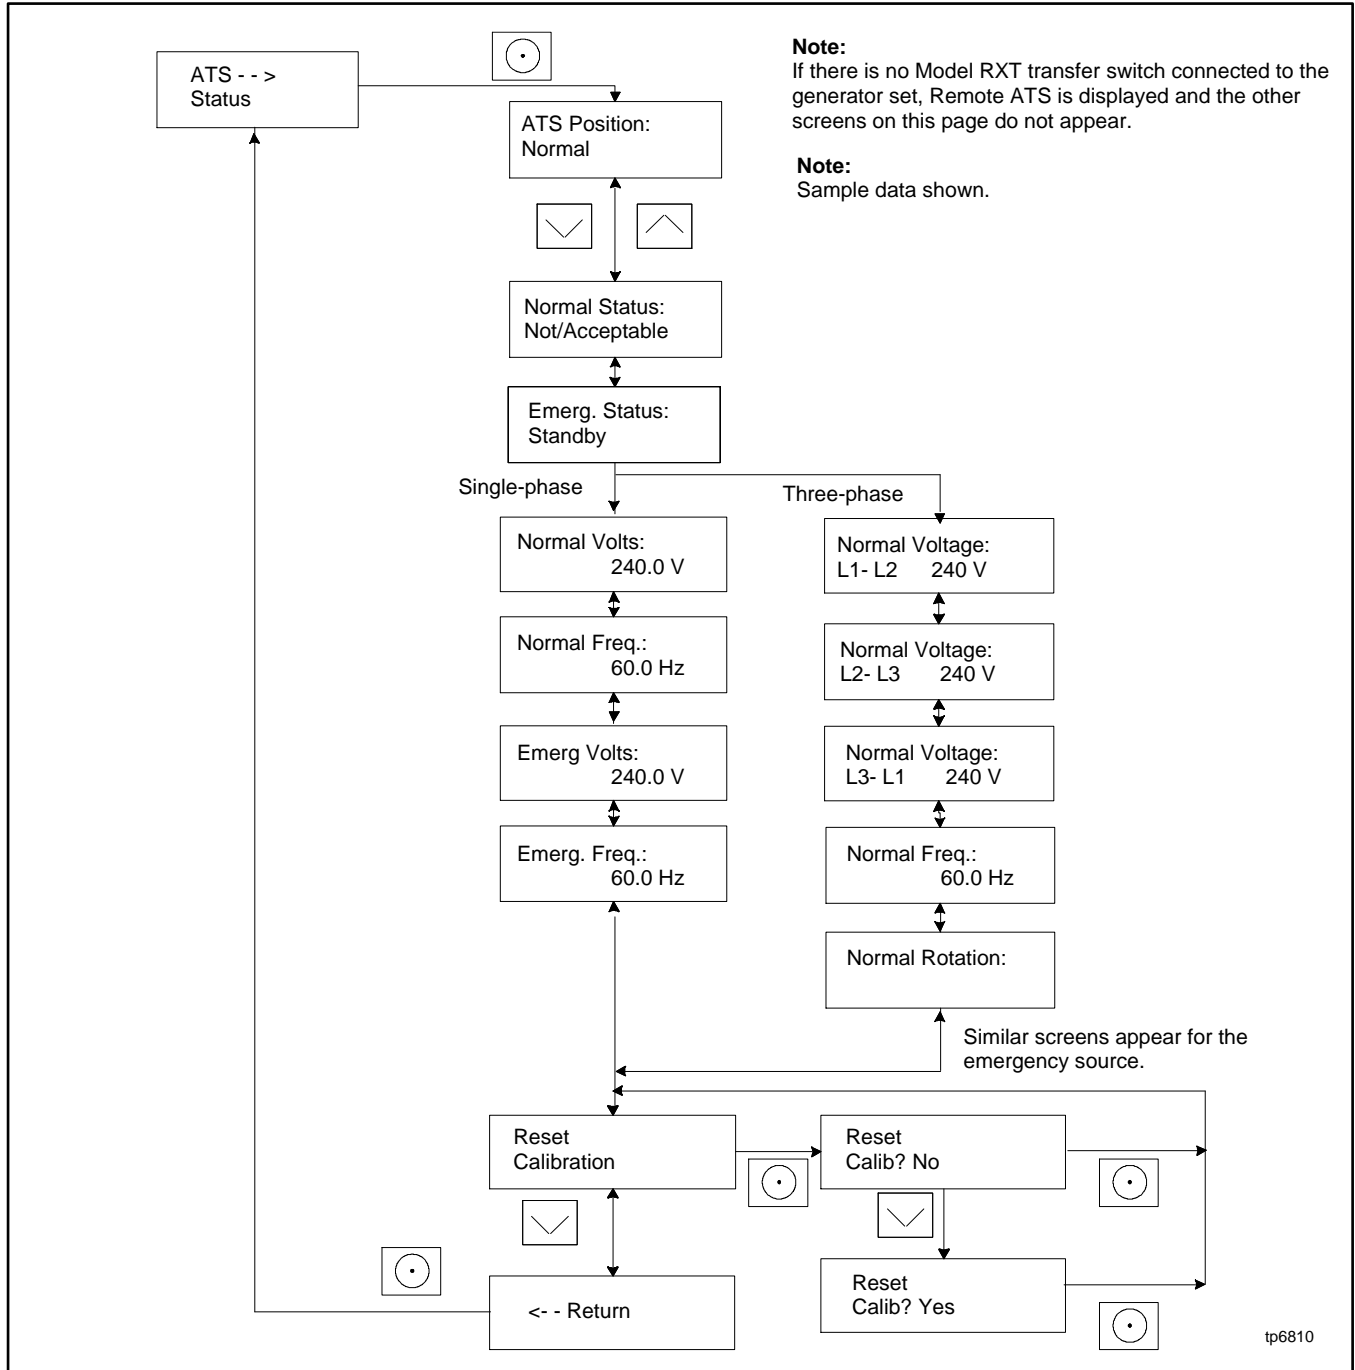 ATS - - >
Status
Note:
If there is no Model RXT transfer switch connected to the
generator set, Remote ATS is displayed and the other
screens on this page do not appear.
Note:
Sample data shown.
ATS Position:
Normal
Normal Status:
Not/Acceptable
Emerg. Status:
Standby
Single-phase
Three-phase
Normal Volts:
240.0 V
Normal Freq.:
60.0 Hz
Emerg Volts:
240.0 V
Emerg. Freq.:
60.0 Hz
Normal Voltage:
L1- L2 240 V
Normal Voltage:
L2- L3 240 V
Normal Voltage:
L3- L1 240 V
Normal Freq.:
60.0 Hz
Normal Rotation:
Similar screens appear for the
emergency source.
Reset
Calibration
Reset
Calib? No
Reset
Calib? Yes
<- - Return
tp6810